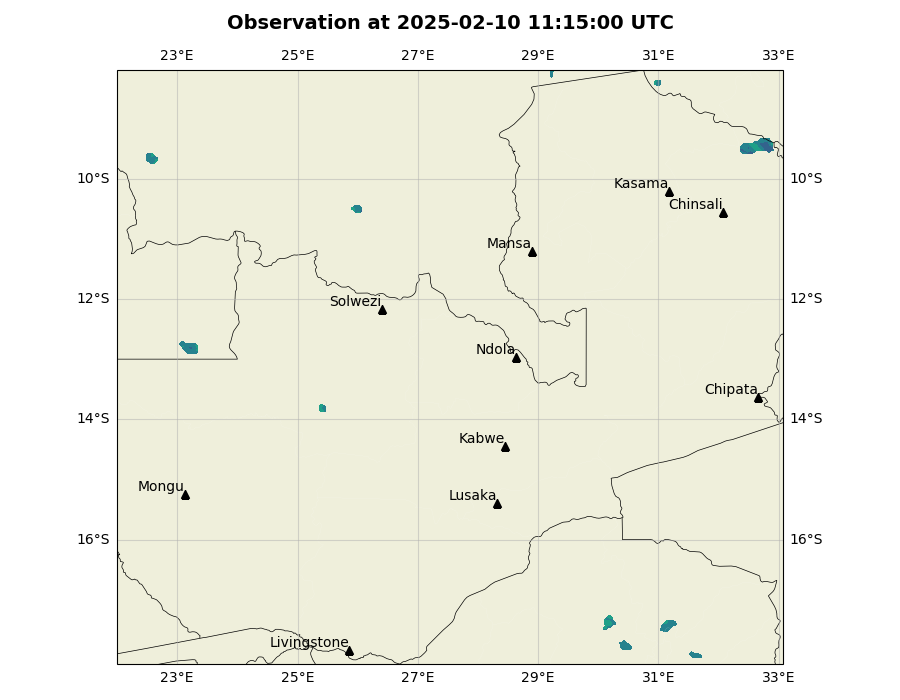 Observation at 2025-02-10 11:15:00 UTC
23°E 25°E 27°E 29°E 31°E 33°E
10°S 10°S
Kasama
Chinsali
Mansa
12°S 12°S
Solwezi
Ndola
Chipata
14°S 14°S
Kabwe
Mongu
Lusaka
16°S 16°S
Livingstone
23°E 25°E 27°E 29°E 31°E 33°E